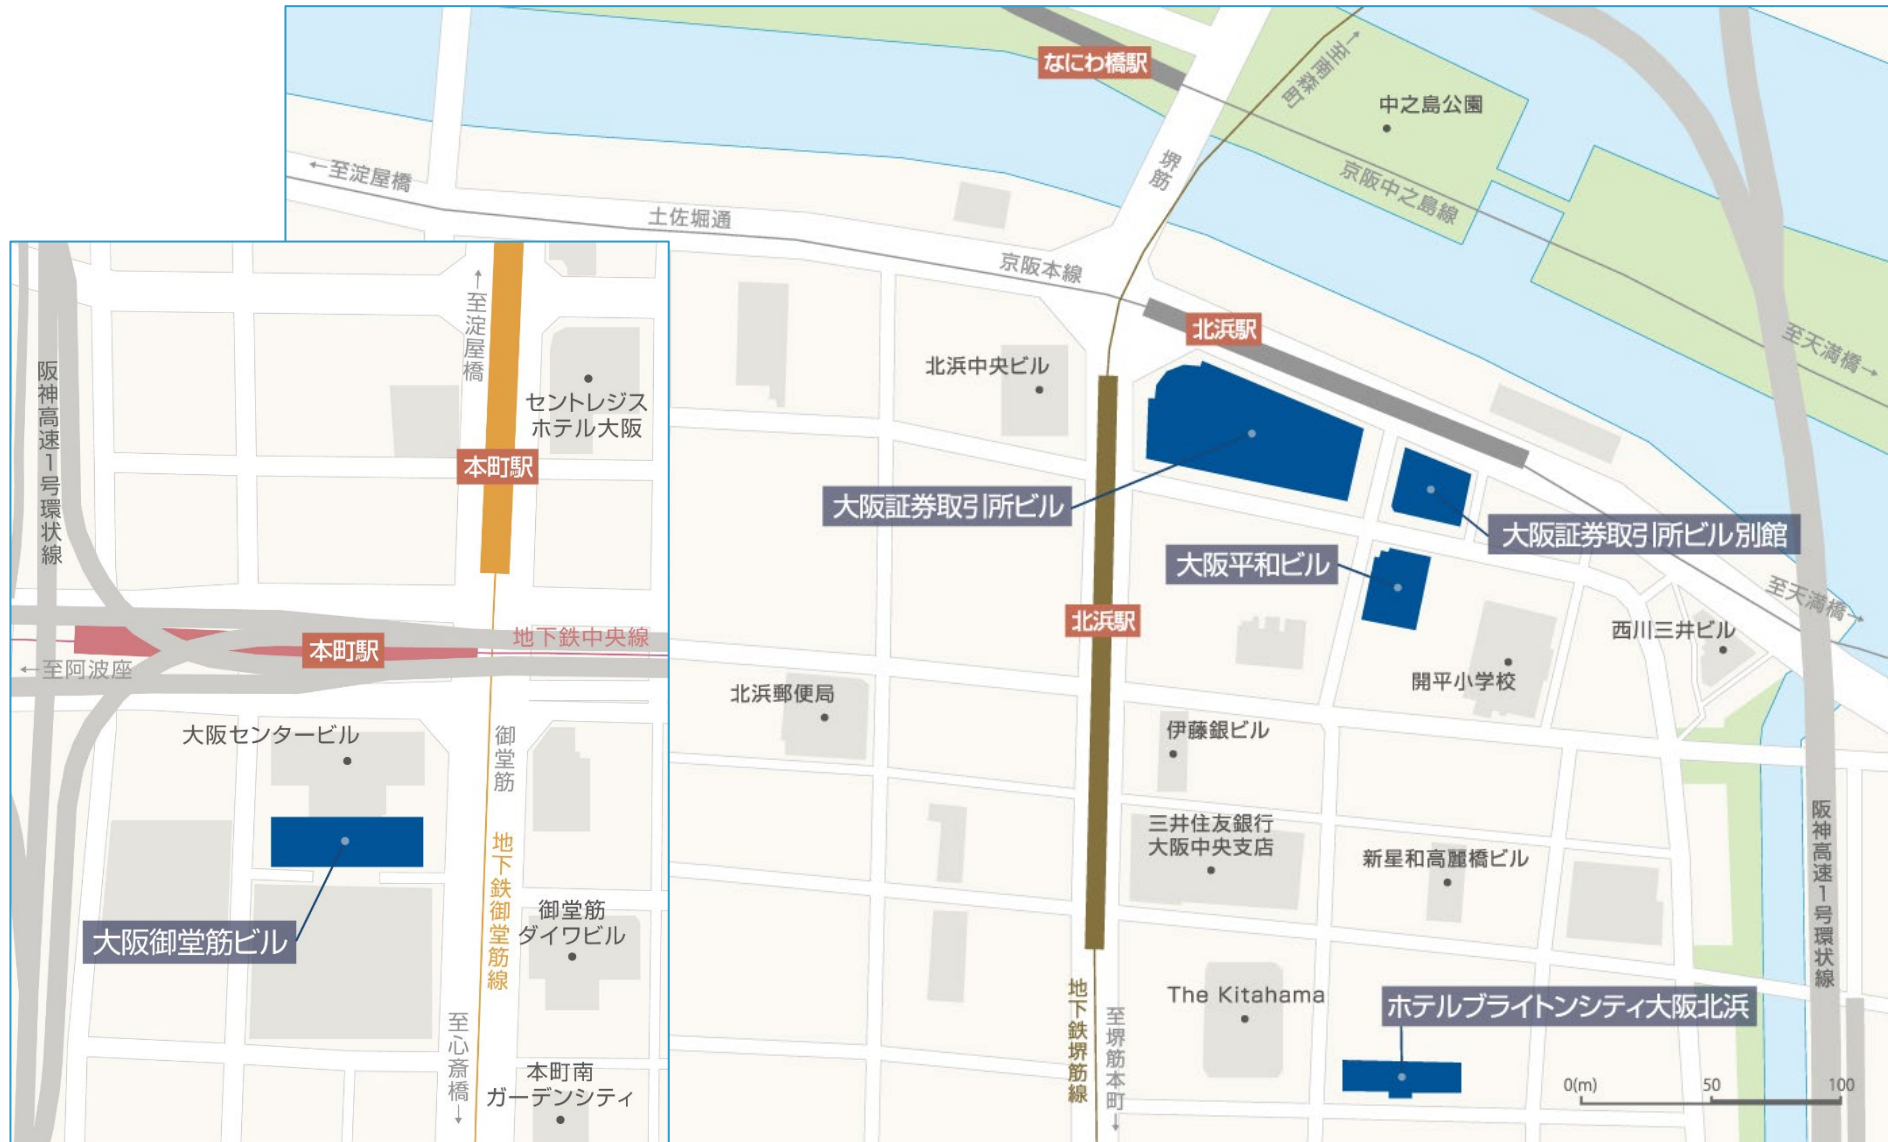 なにわ橋駅
↑至南森町
中之島公園
堺筋
京阪中之島線
←至淀屋橋
土佐堀通
京阪本線
北浜駅
至天満橋→
北浜中央ビル
大阪証券取引所ビル
大阪証券取引所ビル別館
大阪平和ビル
北浜駅
至天満橋→
西川三井ビル
開平小学校
北浜郵便局
伊藤銀ビル
三井住友銀行
大阪中央支店
新星和高麗橋ビル
阪神高速1号環状線
The Kitahama
ホテルブライトンシティ大阪北浜
地下鉄堺筋線
至堺筋本町→
0(m)
50
100
←至淀屋橋
阪神高速1号環状線
セントレジス
ホテル大阪
本町駅
本町駅
地下鉄中央線
←至阿波座
大阪センタービル
御堂筋
地下鉄御堂筋線
大阪御堂筋ビル
御堂筋
ダイワビル
至心斎橋→
本町南
ガーデンシティ